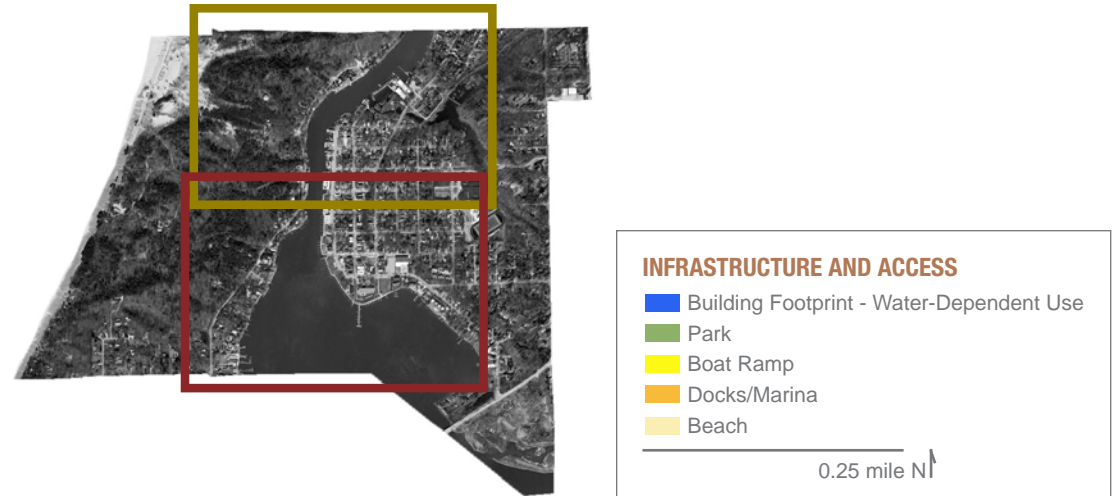 INFRASTRUCTURE AND ACCESS
Building Footprint - Water-Dependent Use
Park
Boat Ramp
Docks/Marina
Beach
0.25 mile N